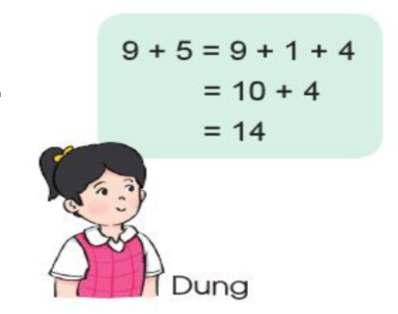 9 + 5 = 9 + 1 + 4
= 10 + 4
= 14
Dung